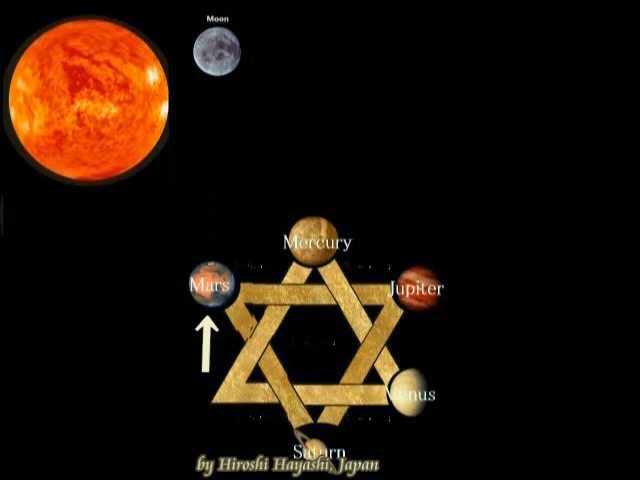 Moon
Mercury
Mars
Jupiter
Venus
Saturn
by Hiroshi Hayashi, Japan